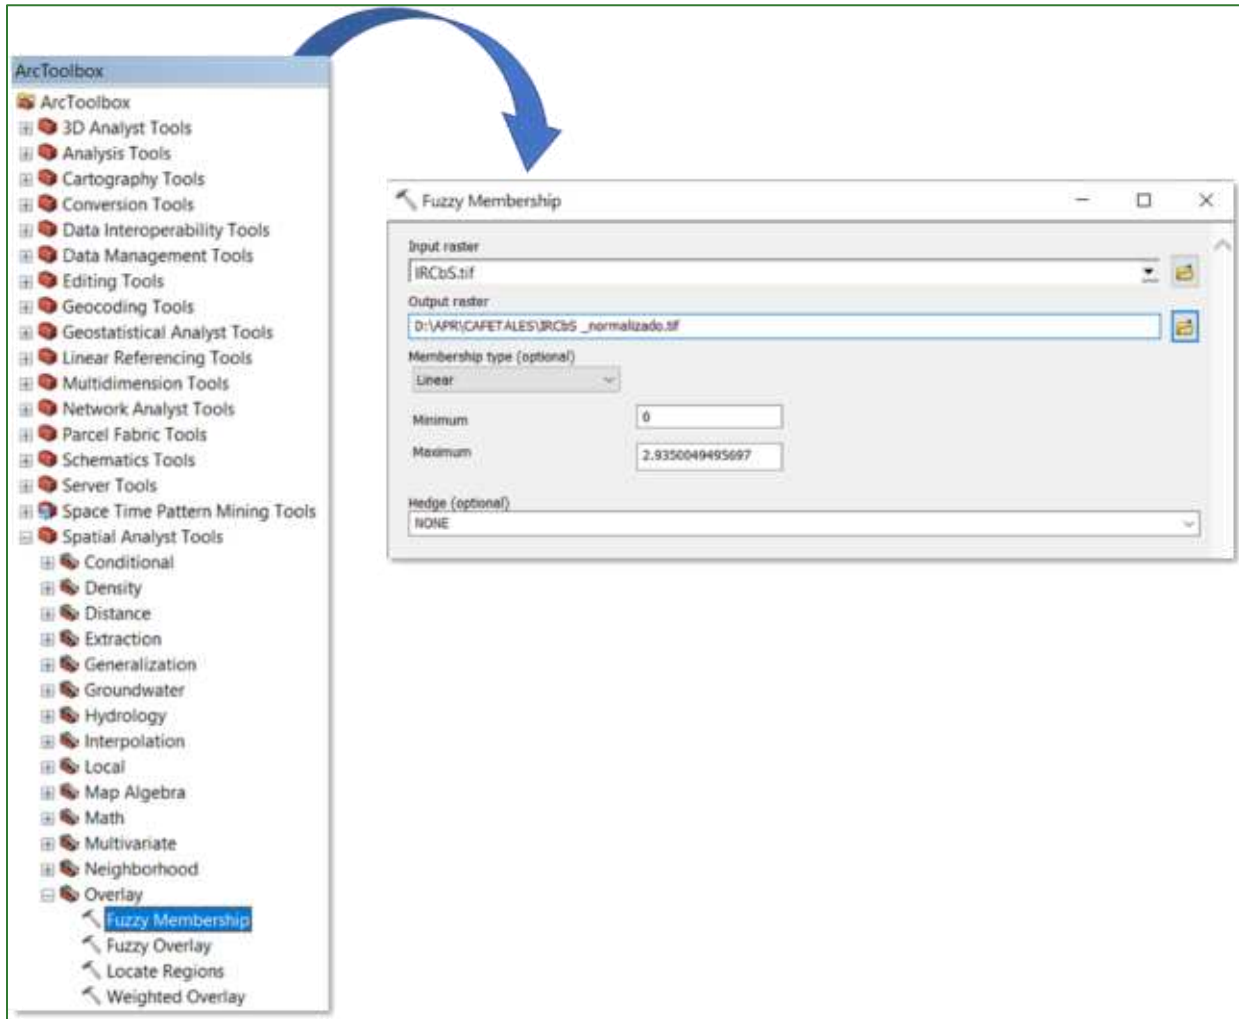 ArcToolbox
ArcToolbox
3D Analyst Tools
Analysis Tools
Cartography Tools
Conversion Tools
Data Interoperability Tools
Data Management Tools
Editing Tools
Geocoding Tools
Geostatistical Analyst Tools
Linear Referencing Tools
Multidimension Tools
Network Analyst Tools
Parcel Fabric Tools
Schematics Tools
Server Tools
Space Time Pattern Mining Tools
Spatial Analyst Tools
Conditional
Density
Distance
Extraction
Generalization
Groundwater
Hydrology
Interpolation
Local
Map Algebra
Math
Multivariate
Neighborhood
Overlay
Fuzzy Membership
Fuzzy Overlay
Locate Regions
Weighted Overlay
Fuzzy Membership
Input raster
IRCbS.tif
Output raster
D:\APR\CAFETALES\IRCbS _normalizado.tif
Membership type (optional)
Linear
Minimum
0
Maximum
2.9350049495697
Hedge (optional)
NONE